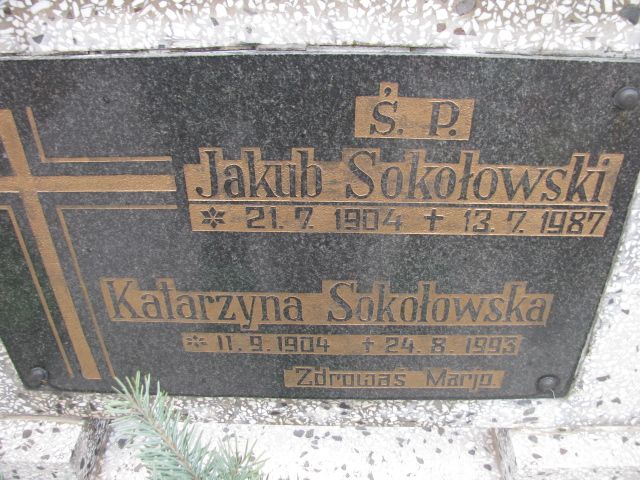 Ś. P.
Jakub Sokołowski
* 21. 7. 1904 + 13. 7. 1987
Katarzyna Sokołowska
* 11. 9. 1904 + 24. 8. 1993
Zdrowaś Marjo.